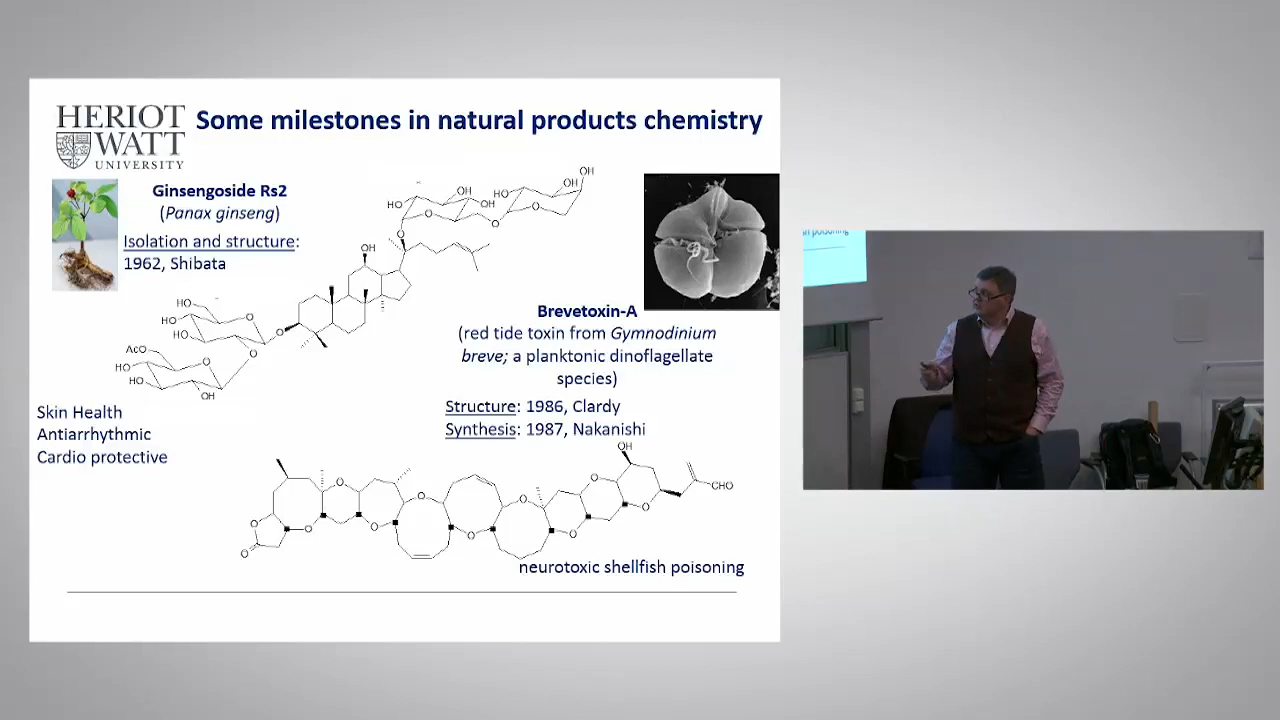 HERIOT
WATT
UNIVERSITY
Some milestones in natural products chemistry
Ginsengoside Rs2
(Panax ginseng)
Isolation and structure:
1962, Shibata
OH
OH
OH
HO
OH
HO
O
O
O
O
OH
HO
HO
HO
O
O
O
AcO
HO
HO
O
OH
Skin Health
Antiarrhythmic
Cardio protective
Brevetoxin-A
(red tide toxin from Gymnodinium
breve; a planktonic dinoflagellate
species)
Structure: 1986, Clardy
Synthesis: 1987, Nakanishi
OH
O
O
O
O
O
O
O
O
O
O
O
CHO
neurotoxic shellfish poisoning
poisoning